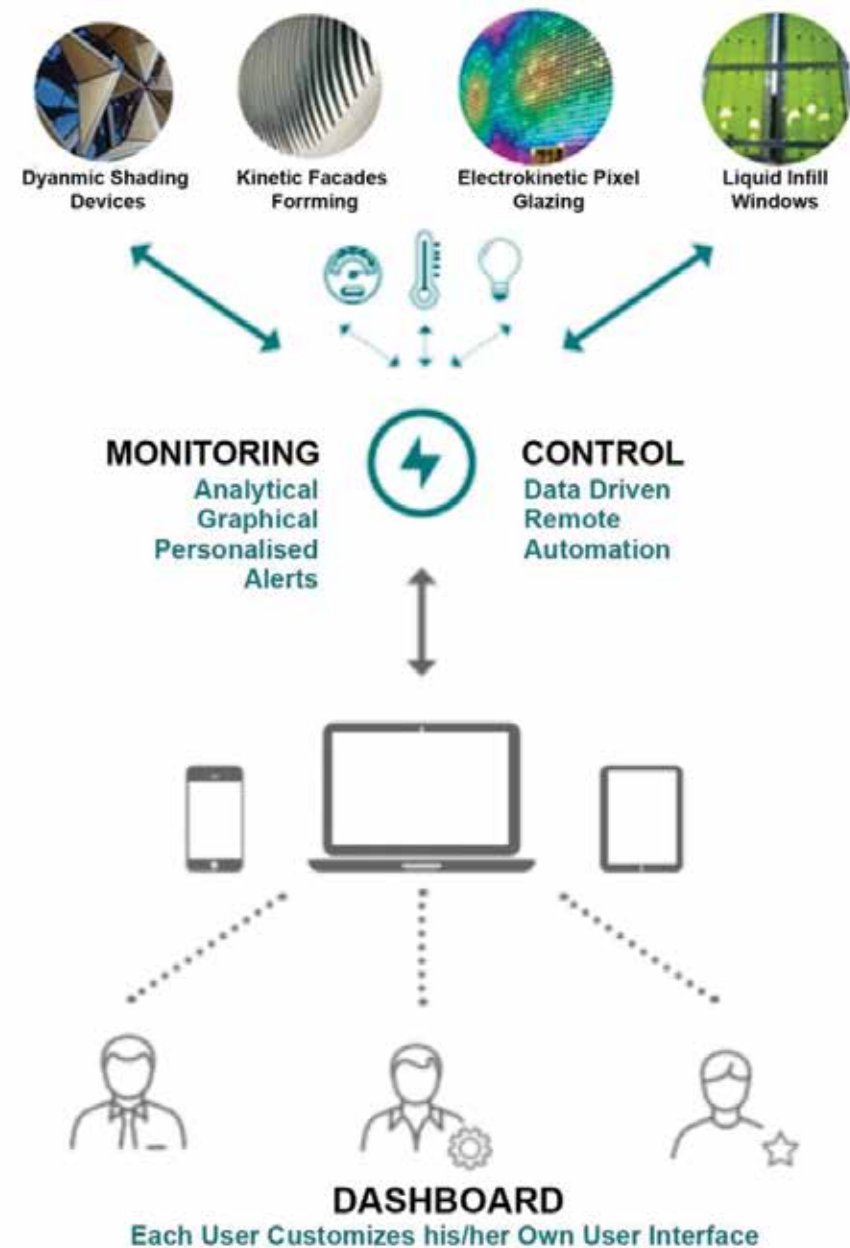 Dyanmic Shading
Devices
Kinetic Facades
Forrming
Electrokinetic Pixel
Glazing
Liquid Infill
Windows
MONITORING
Analytical
Graphical
Personalised
Alerts
CONTROL
Data Driven
Remote
Automation
DASHBOARD
Each User Customizes his/her Own User Interface